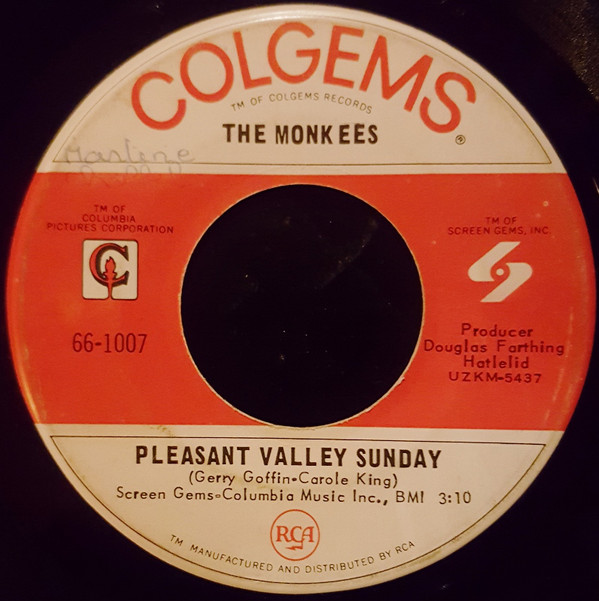 COLGEMS®
TM OF COLGEMS RECORDS
THE MONKEES
TM OF
COLUMBIA
PICTURES CORPORATION
TM OF
SCREEN GEMS, INC.
C
66-1007
Producer
Douglas Farthing
Hatlelid
UZKM-5437
PLEASANT VALLEY SUNDAY
(Gerry Goffin-Carole King)
Screen Gems-Columbia Music Inc., BMI 3:10
RCA
TM MANUFACTURED AND DISTRIBUTED BY RCA